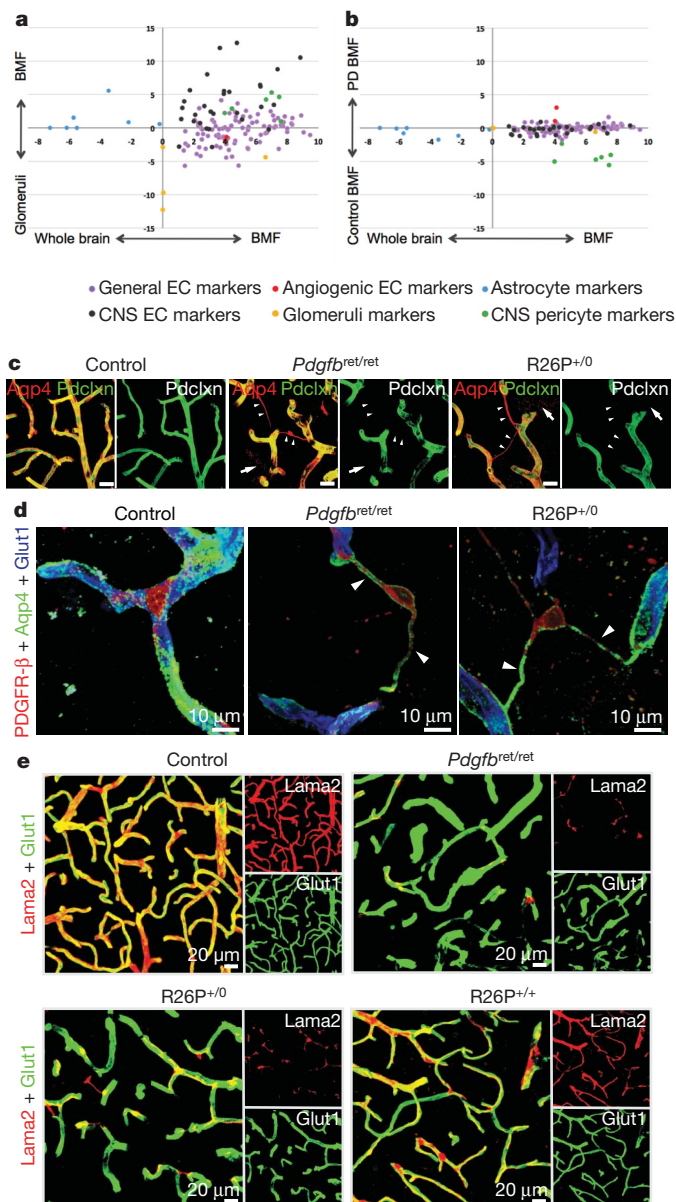 a
BMF
Glomeruli
15
10
5
0
-5
-10
-15
-8 -6 -4 -2 0 2 4 6 8 10
Whole brain BMF
b
PD BMF
Control BMF
15
10
5
0
-5
-10
-15
-8 -6 -4 -2 0 2 4 6 8 10
Whole brain BMF
General EC markers Angiogenic EC markers Astrocyte markers
CNS EC markers Glomeruli markers CNS pericyte markers
c
Control Pdgfb ret/ret R26P+/0
Aqp4 Pdclxn Pdclxn Aqp4 Pdclxn Pdclxn Aqp4 Pdclxn Pdclxn
d
Control Pdgfb ret/ret R26P+/0
PDGFR-β + Aqp4 + Glut1
10 μm 10 μm 10 μm
e
Control Pdgfb ret/ret
Lama2 + Glut1
Lama2 Lama2
Glut1 Glut1
20 μm 20 μm
R26P+/0 R26P+/+
Lama2 + Glut1
Lama2 Lama2
Glut1 Glut1
20 μm 20 μm